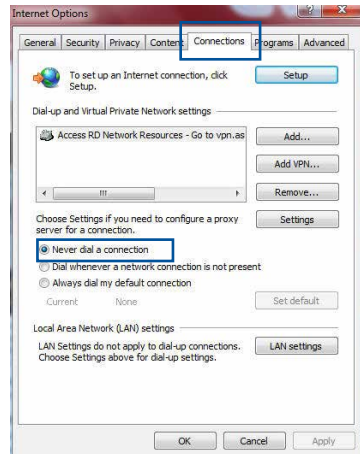 Internet Options
General Security Privacy Content Connections Programs Advanced
To set up an Internet connection, click
Setup.
Setup
Dial-up and Virtual Private Network settings
Access RD Network Resources - Go to vpn.as
Add...
Add VPN...
Remove...
Choose Settings if you need to configure a proxy
server for a connection.
Settings
Never dial a connection
Dial whenever a network connection is not present
Always dial my default connection
Current None
Set default
Local Area Network (LAN) settings
LAN Settings do not apply to dial-up connections.
Choose Settings above for dial-up settings.
LAN settings
OK Cancel Apply